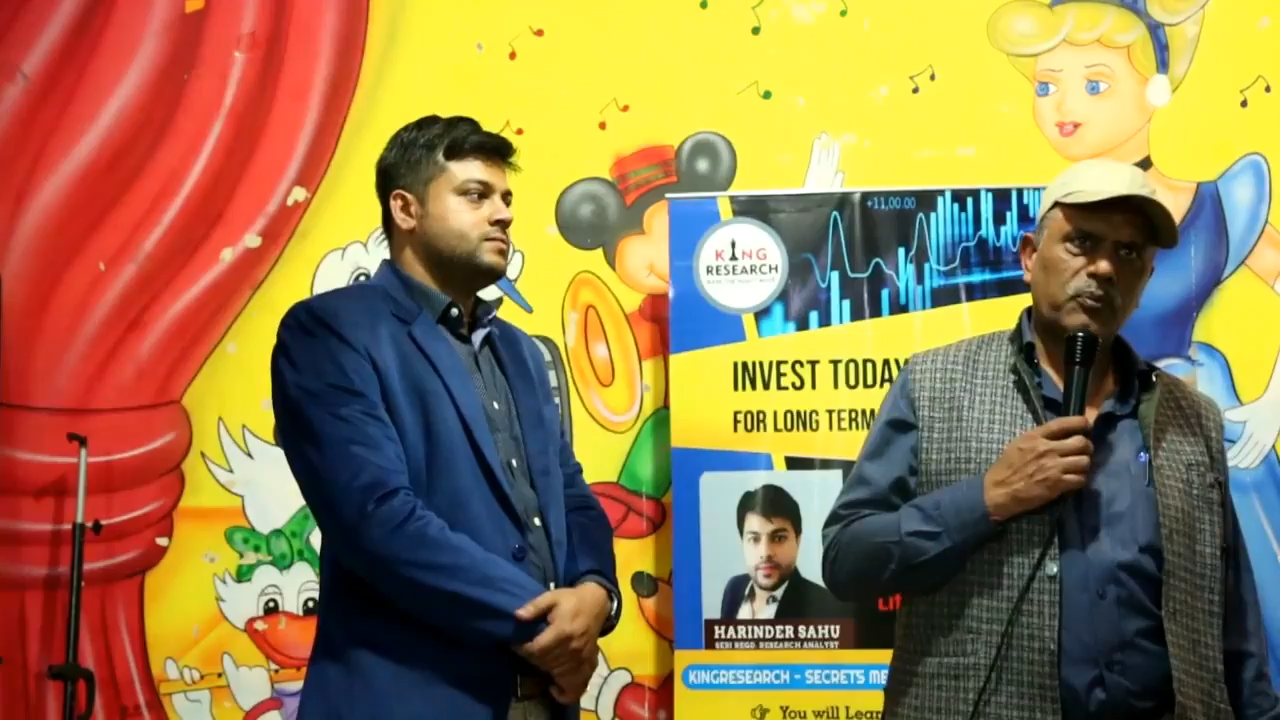 +11,00.00
KING
RESEARCH
INVEST TODAY
FOR LONG TERM
HARINDER SAHU
SEBI REGD. RESEARCH ANALYST
KINGRESEARCH - SECRETS ME
You will Lear